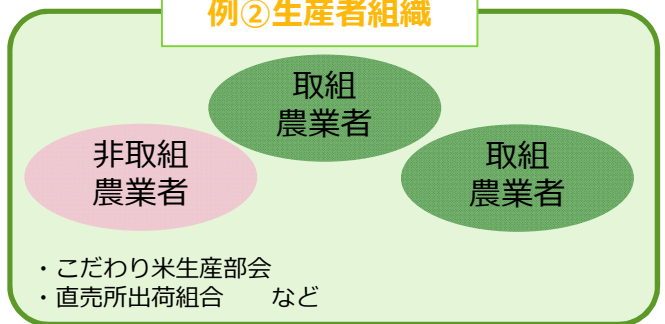 例②生産者組織
取組
農業者
非取組
農業者
取組
農業者
・こだわり米生産部会
・直売所出荷組合　　など